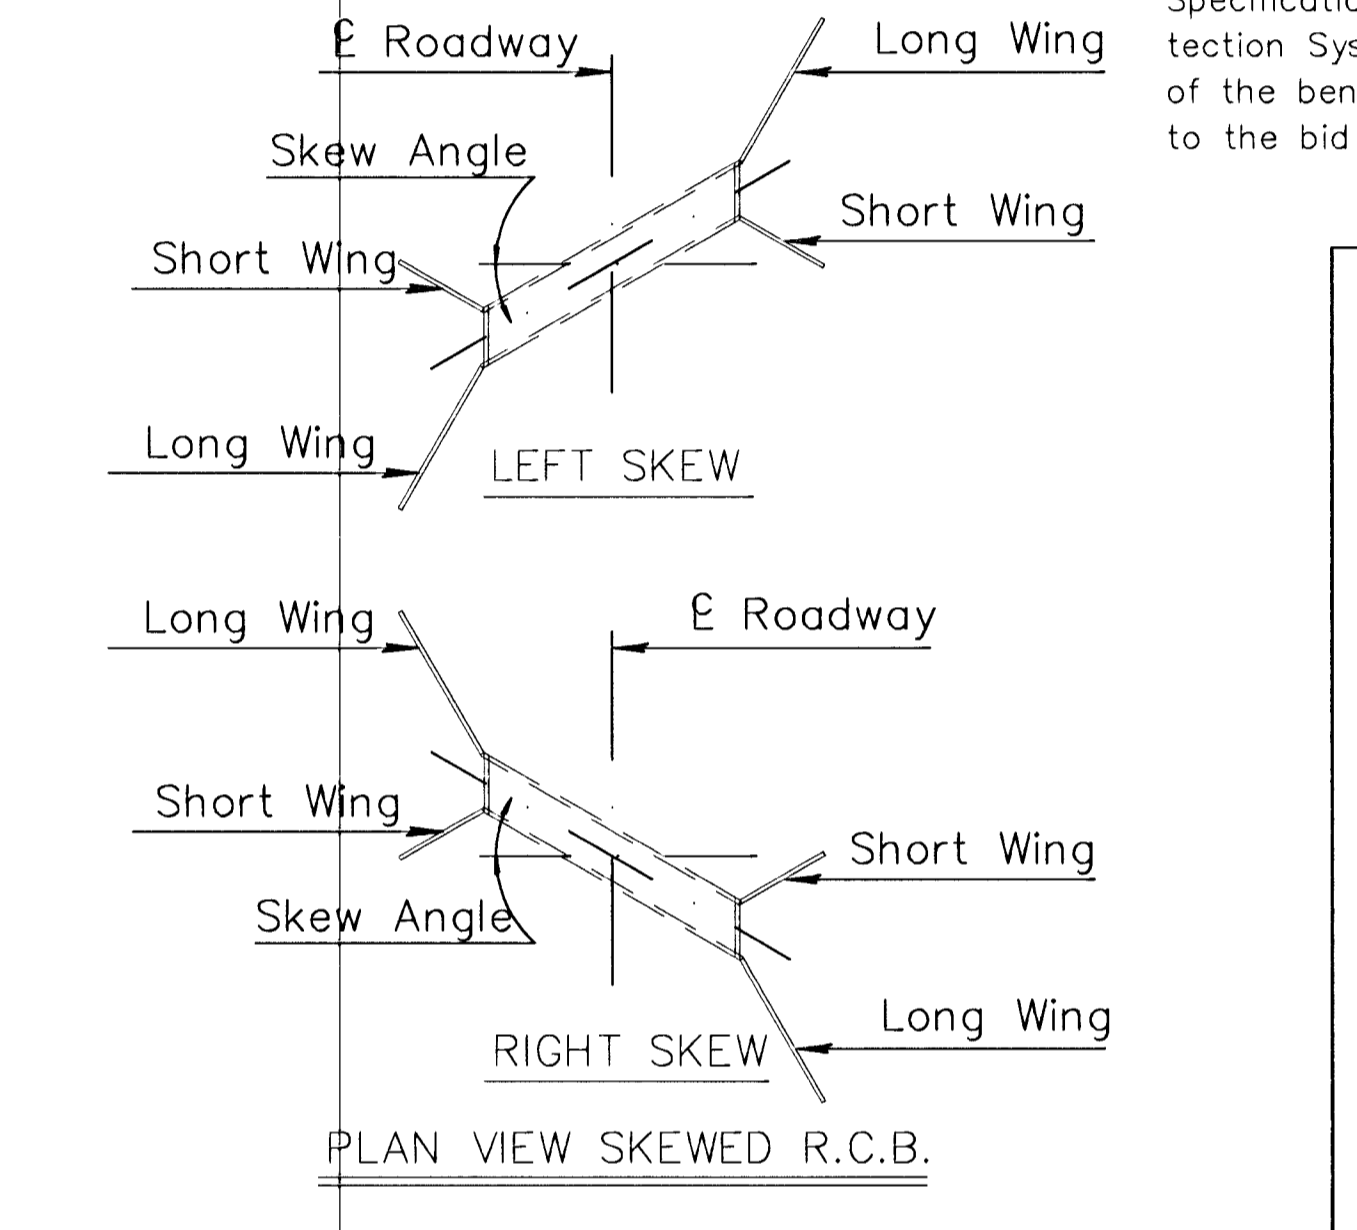 ℄ Roadway
Long Wing
tection Sys
of the ben
to the bid
Skew Angle
Short Wing
Short Wing
Long Wing
LEFT SKEW
Long Wing
℄ Roadway
Short Wing
Short Wing
Skew Angle
Long Wing
RIGHT SKEW
PLAN VIEW SKEWED R.C.B.